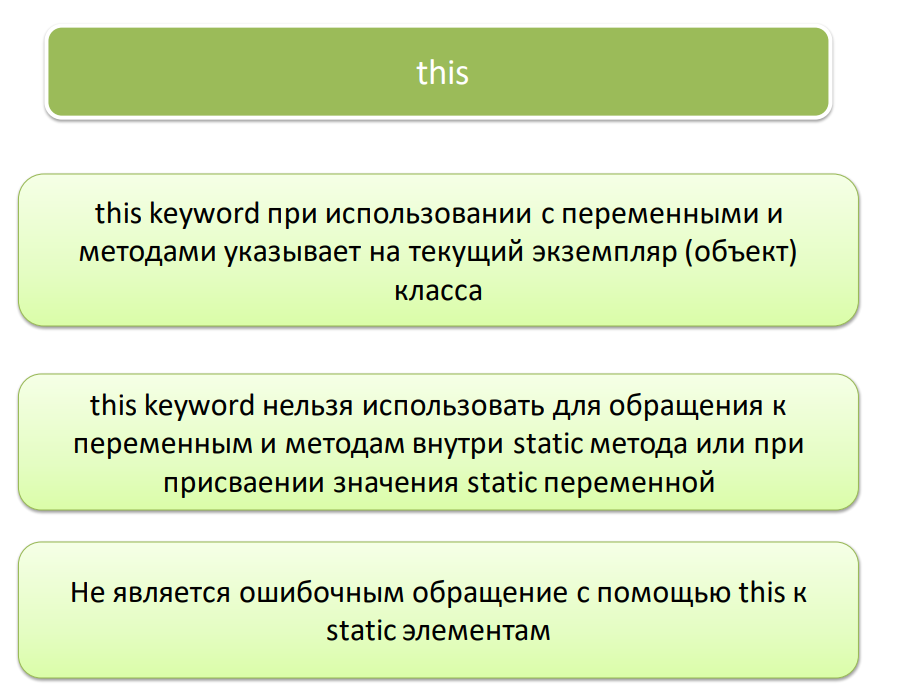 this
this keyword при использовании с переменными и
методами указывает на текущий экземпляр (объект)
класса
this keyword нельзя использовать для обращения к
переменным и методам внутри static метода или при
присваении значения static переменной
Не является ошибочным обращение с помощью this к
static элементам